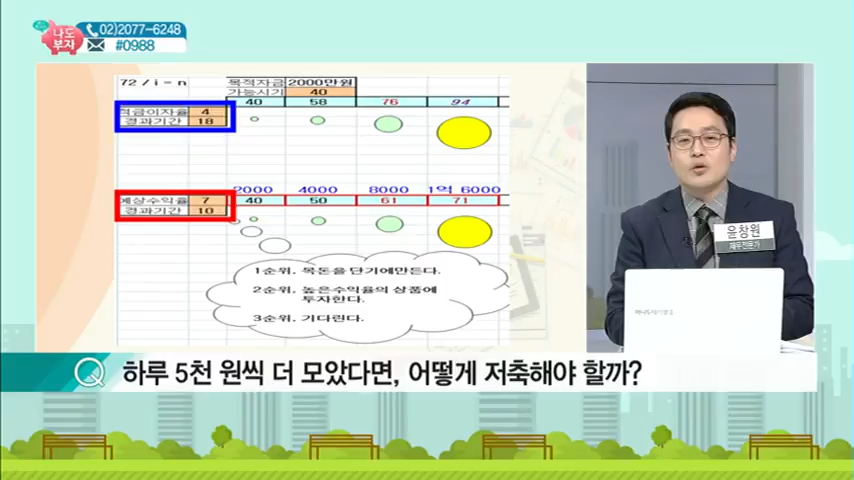 나도
부자
02)2077-6248
#0988
72 / i = n
목적자금 2000만원
가능시기 40
40 58 76 94
적금이자율 4
결과기간 18
2000 4000 8000 1억 6000
예상수익율 7
결과기간 10
40 50 61 71
1순위, 목돈을 단기에만든다.
2순위, 높은수익율의 상품에
투자한다.
3순위, 기다린다.
윤창원
재무전문가
Q 하루 5천 원씩 더 모았다면, 어떻게 저축해야 할까?